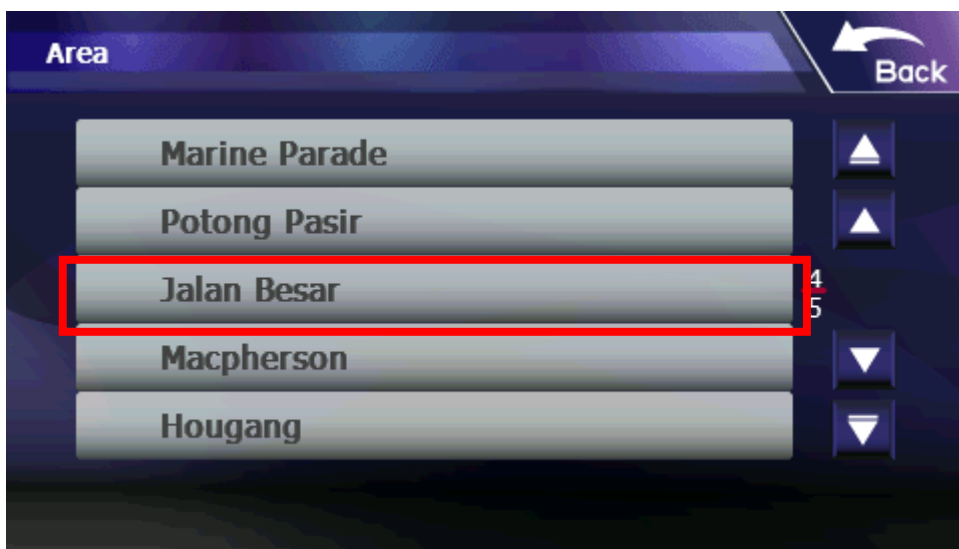 Area
Back
Marine Parade
Potong Pasir
Jalan Besar
4
5
Macpherson
Hougang